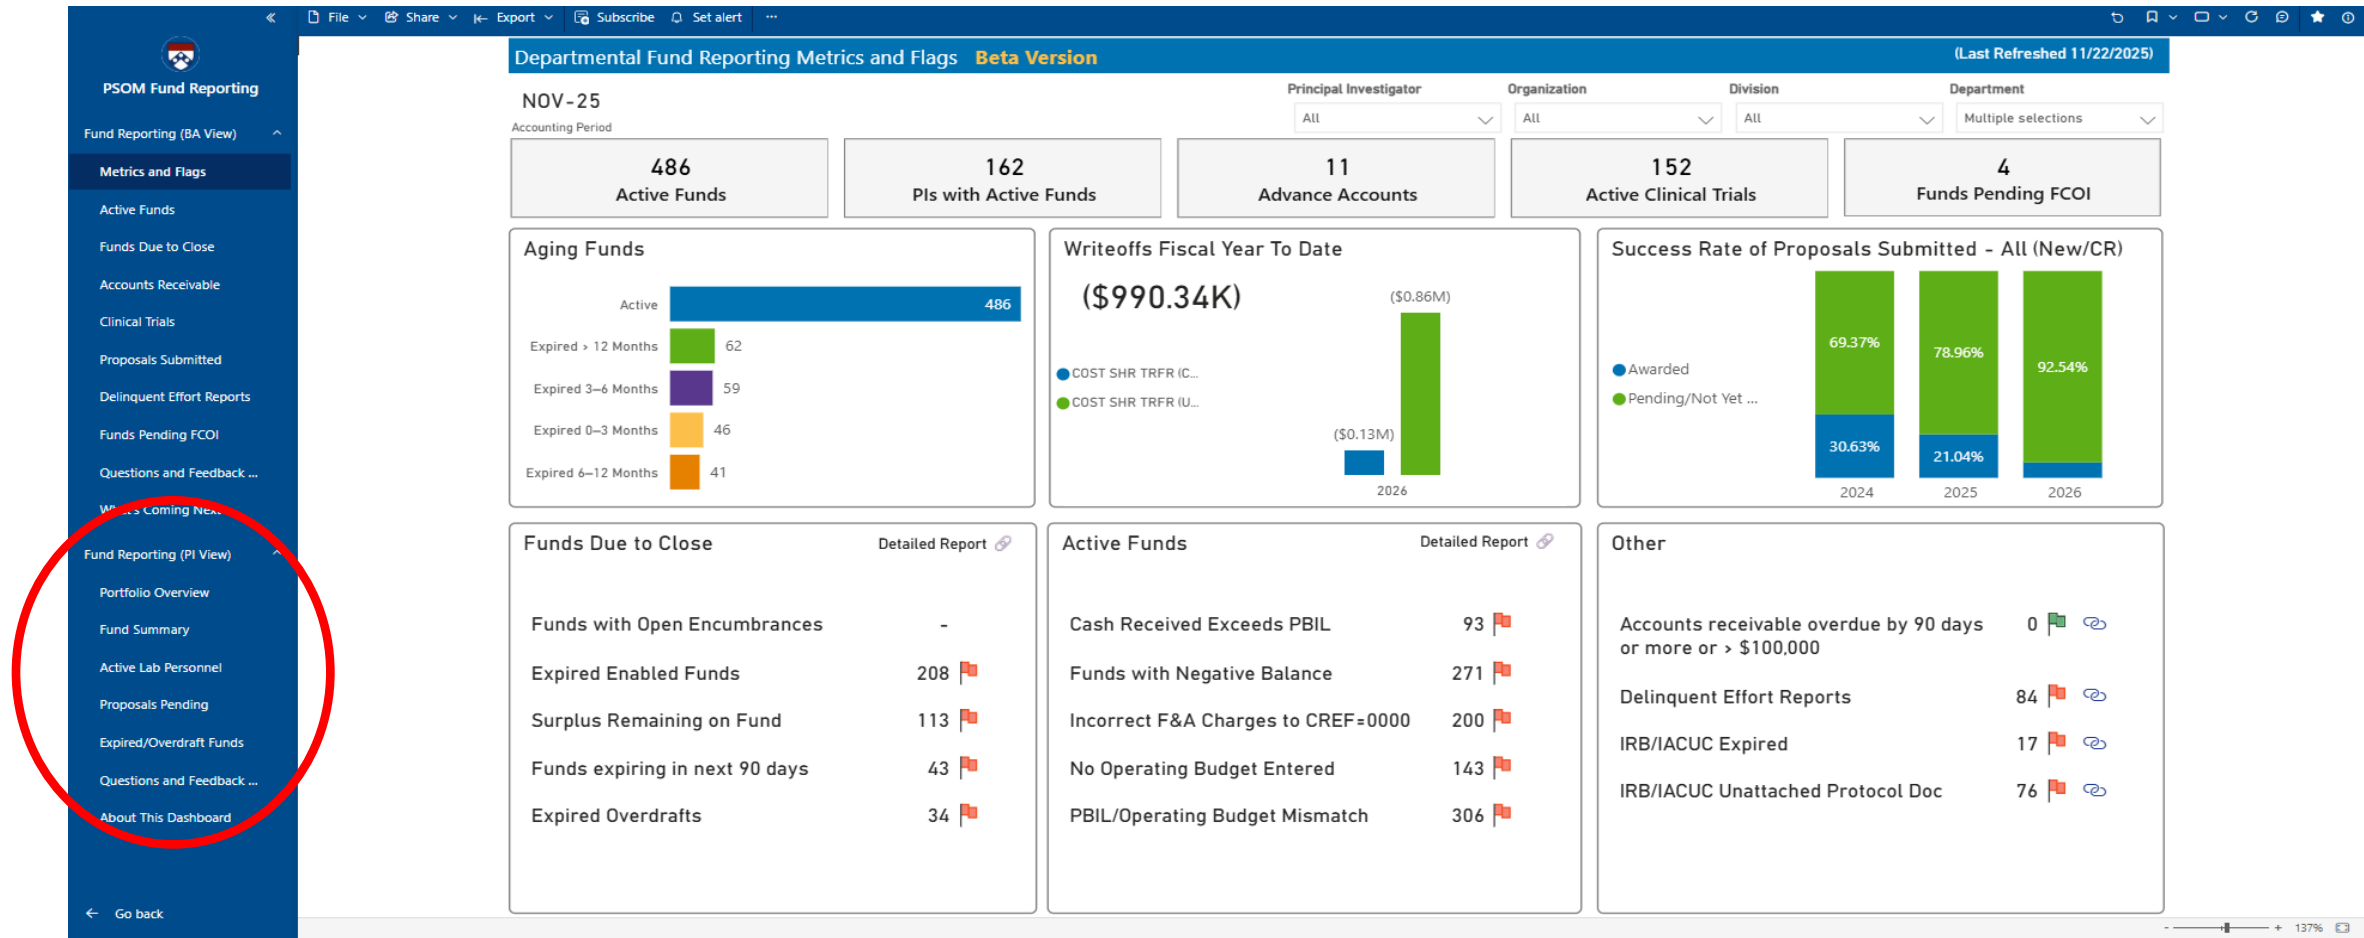 File
Share
Export
Subscribe
Set alert
PSOM Fund Reporting
Fund Reporting (BA View)
Metrics and Flags
Active Funds
Funds Due to Close
Accounts Receivable
Clinical Trials
Proposals Submitted
Delinquent Effort Reports
Funds Pending FCOI
Questions and Feedback ...
What's Coming Next
Fund Reporting (PI View)
Portfolio Overview
Fund Summary
Active Lab Personnel
Proposals Pending
Expired/Overdraft Funds
Questions and Feedback ...
About This Dashboard
Go back
Departmental Fund Reporting Metrics and Flags Beta Version
(Last Refreshed 11/22/2025)
NOV-25
Accounting Period
Principal Investigator
All
Organization
All
Division
All
Department
Multiple selections
486
Active Funds
162
PIs with Active Funds
11
Advance Accounts
152
Active Clinical Trials
4
Funds Pending FCOI
Aging Funds
Active 486
Expired > 12 Months 62
Expired 3–6 Months 59
Expired 0–3 Months 46
Expired 6–12 Months 41
Writeoffs Fiscal Year To Date
($990.34K)
($0.86M)
COST SHR TRFR (C...
COST SHR TRFR (U...
($0.13M)
2026
Success Rate of Proposals Submitted - All (New/CR)
Awarded
Pending/Not Yet ...
69.37% 78.96% 92.54%
30.63% 21.04%
2024 2025 2026
Funds Due to Close
Detailed Report
Funds with Open Encumbrances -
Expired Enabled Funds 208
Surplus Remaining on Fund 113
Funds expiring in next 90 days 43
Expired Overdrafts 34
Active Funds
Detailed Report
Cash Received Exceeds PBIL 93
Funds with Negative Balance 271
Incorrect F&A Charges to CREF=0000 200
No Operating Budget Entered 143
PBIL/Operating Budget Mismatch 306
Other
Accounts receivable overdue by 90 days 0
or more or > $100,000
Delinquent Effort Reports 84
IRB/IACUC Expired 17
IRB/IACUC Unattached Protocol Doc 76
- + 137%